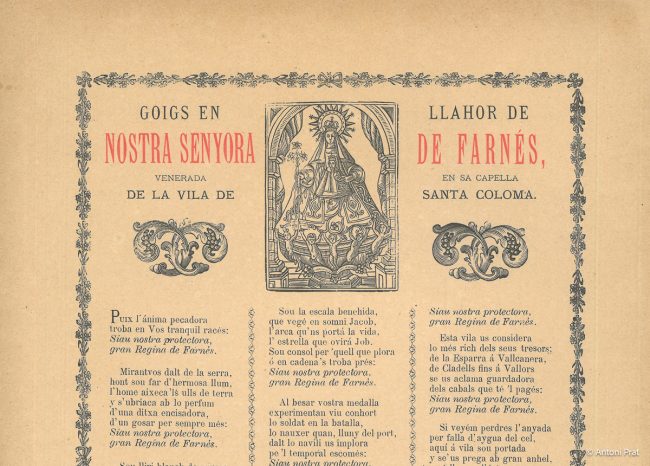 GOIGS EN LLAHOR DE
NOSTRA SENYORA DE FARNÉS,
VENERADA EN SA CAPELLA
DE LA VILA DE SANTA COLOMA.
Puix l'ánima pecadora
troba en Vos tranquil racés:
Siau nostra protectora,
gran Regina de Farnés.
Mirantvos dalt de la serra,
hont sou far d'hermosa llum,
l'home aixeca'ls ulls de terra
y s'ubriaca ab lo perfum
d'una ditxa encisadora,
d'un gosar per sempre més:
Siau nostra protectora,
gran Regina de Farnés.
Sou la escala benehida,
que vegé en somni Jacob,
l'arca qu'ns portá la vida,
l' estrella que ovirá Job.
Sou consol per 'quell que plora
ó en cadena's troba prés:
Siau nostra protectora,
gran Regina de Farnés.
Al besar vostra medalla
experimentan viu conhort
lo soldat en la batalla,
lo nauxer quan, lluny del port,
dalt lo navili us implora
pe 'l temporal escomés:
Siau nostra protectora,
Siau nostra protectora,
gran Regina de Farnés.
Esta vila us considera
lo més rich dels seus tresors;
de la Esparra á Vallcanera,
de Cladells fins á Vallors
se us aclama guardadora
dels cabals que té 'l pagés:
Siau nostra protectora,
gran Regina de Farnés.
Si veyém perdres l'anyada
per falla d'aygua del cel,
aquí á vila sou portada
y se us prega ab gran anhel.
© Antoni Prat